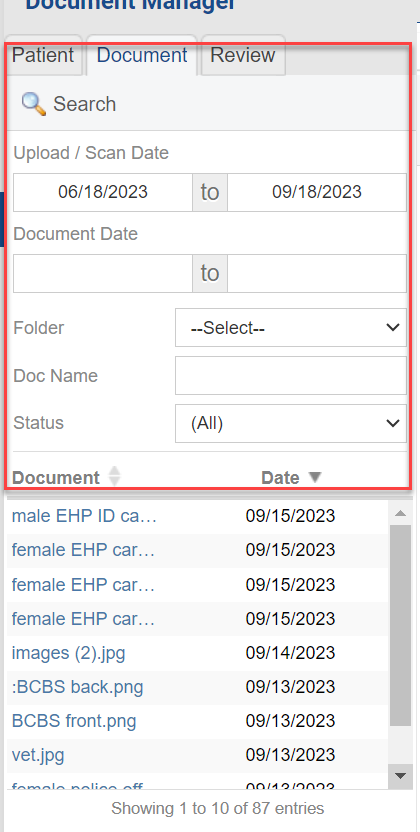 Document Manager
Patient Document Review
Search
Upload / Scan Date
06/18/2023 to 09/18/2023
Document Date
to
Folder --Select--
Doc Name
Status (All)
Document Date
male EHP ID ca… 09/15/2023
female EHP car… 09/15/2023
female EHP car… 09/15/2023
female EHP car… 09/15/2023
images (2).jpg 09/14/2023
:BCBS back.png 09/13/2023
BCBS front.png 09/13/2023
vet.jpg 09/13/2023
female police off 09/13/2023
Showing 1 to 10 of 87 entries